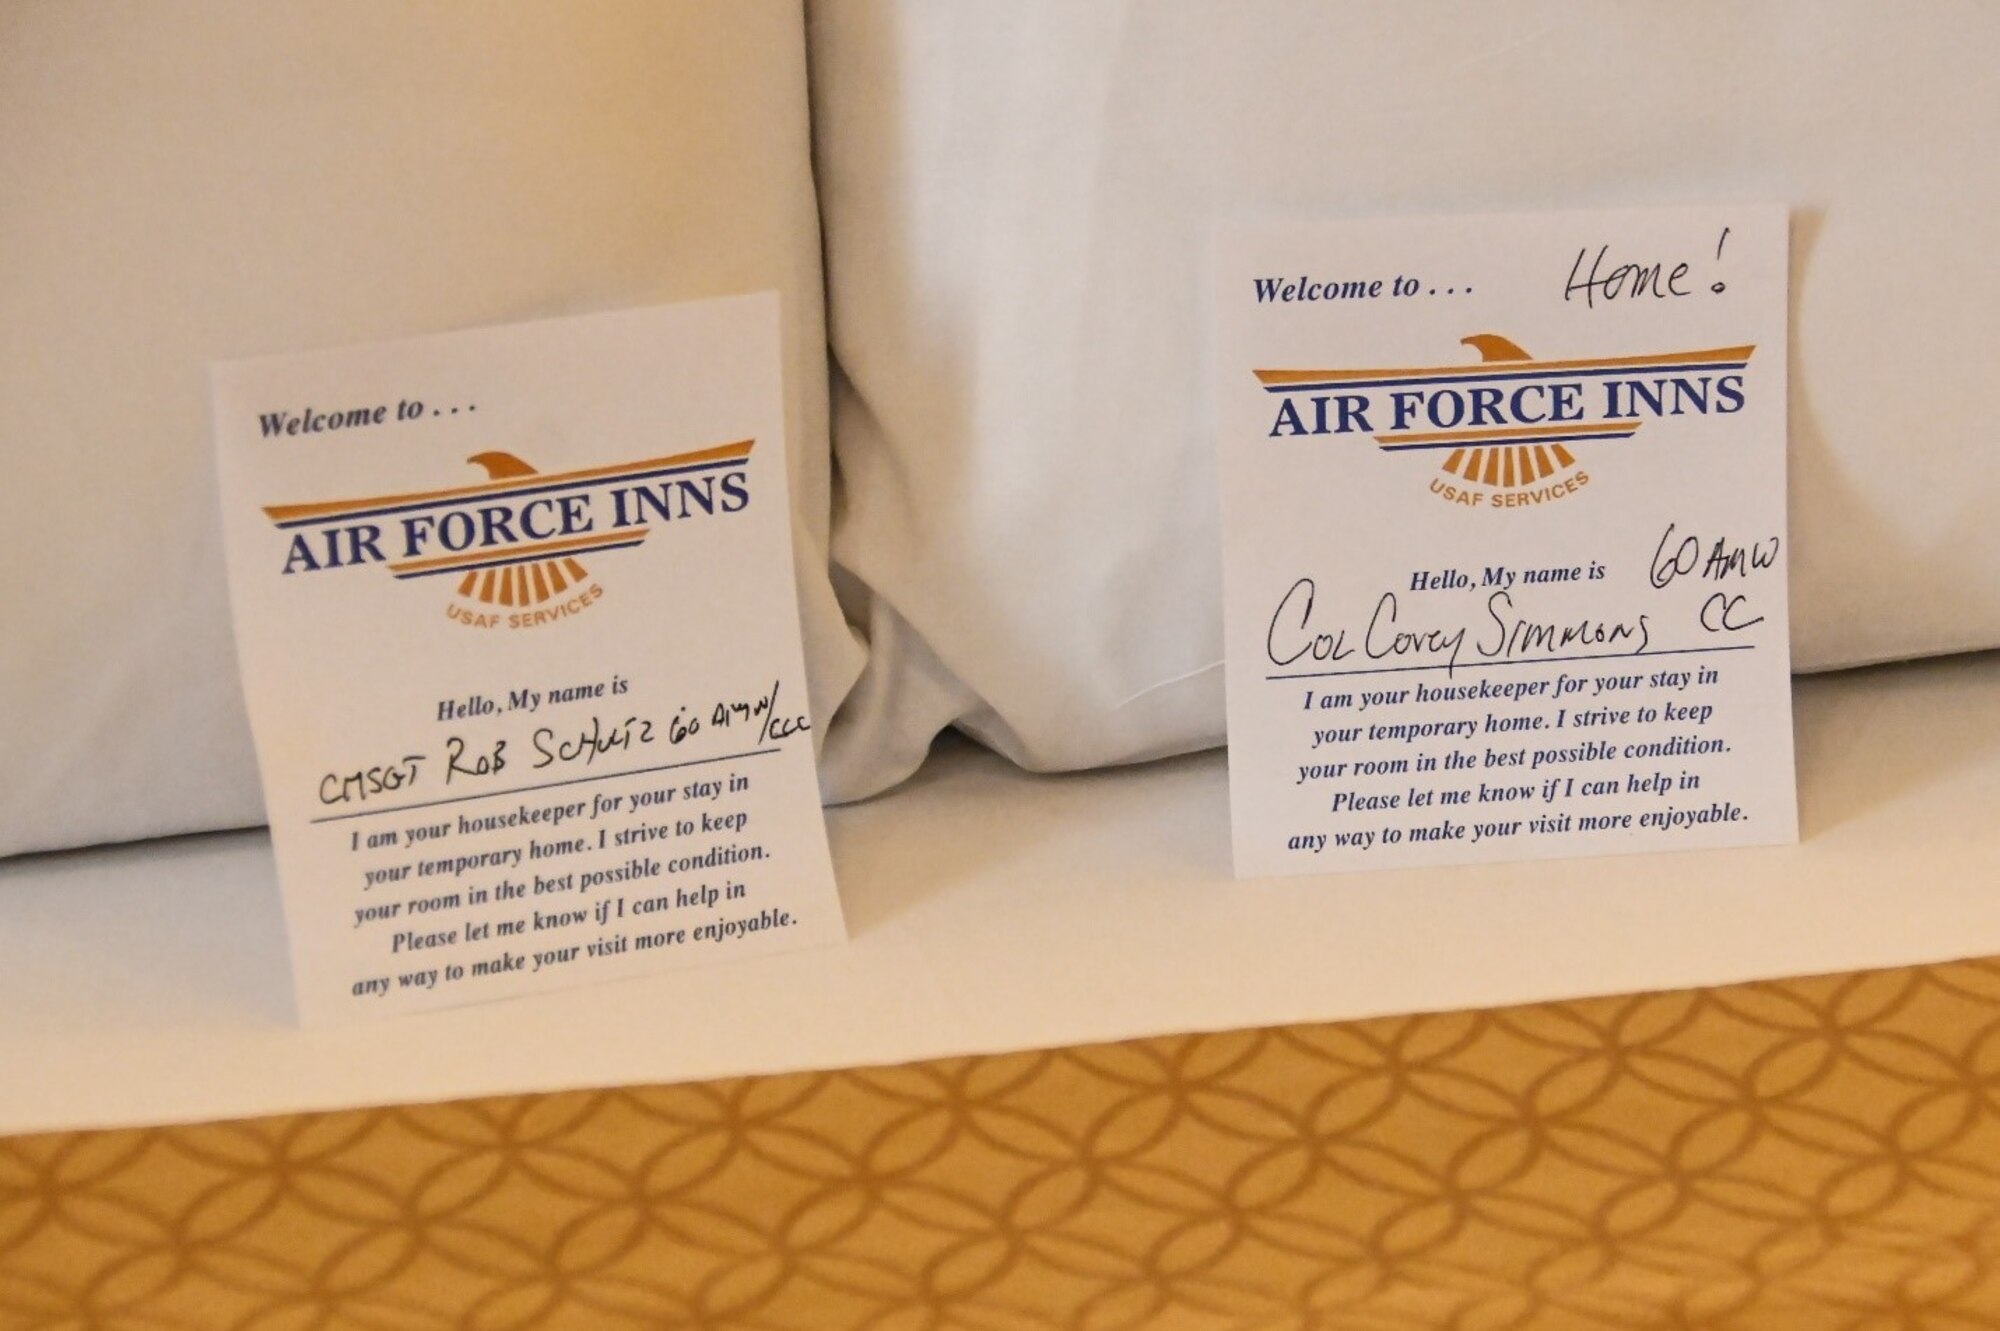 Welcome to . . .
AIR FORCE INNS
USAF SERVICES
Hello, My name is
CMSGT ROB SCHULTZ 60 AMW/CCC
I am your housekeeper for your stay in
your temporary home. I strive to keep
your room in the best possible condition.
Please let me know if I can help in
any way to make your visit more enjoyable.
Welcome to . . . Home!
AIR FORCE INNS
USAF SERVICES
Hello, My name is 60 AMW
COL COREY SIMMONS CC
I am your housekeeper for your stay in
your temporary home. I strive to keep
your room in the best possible condition.
Please let me know if I can help in
any way to make your visit more enjoyable.